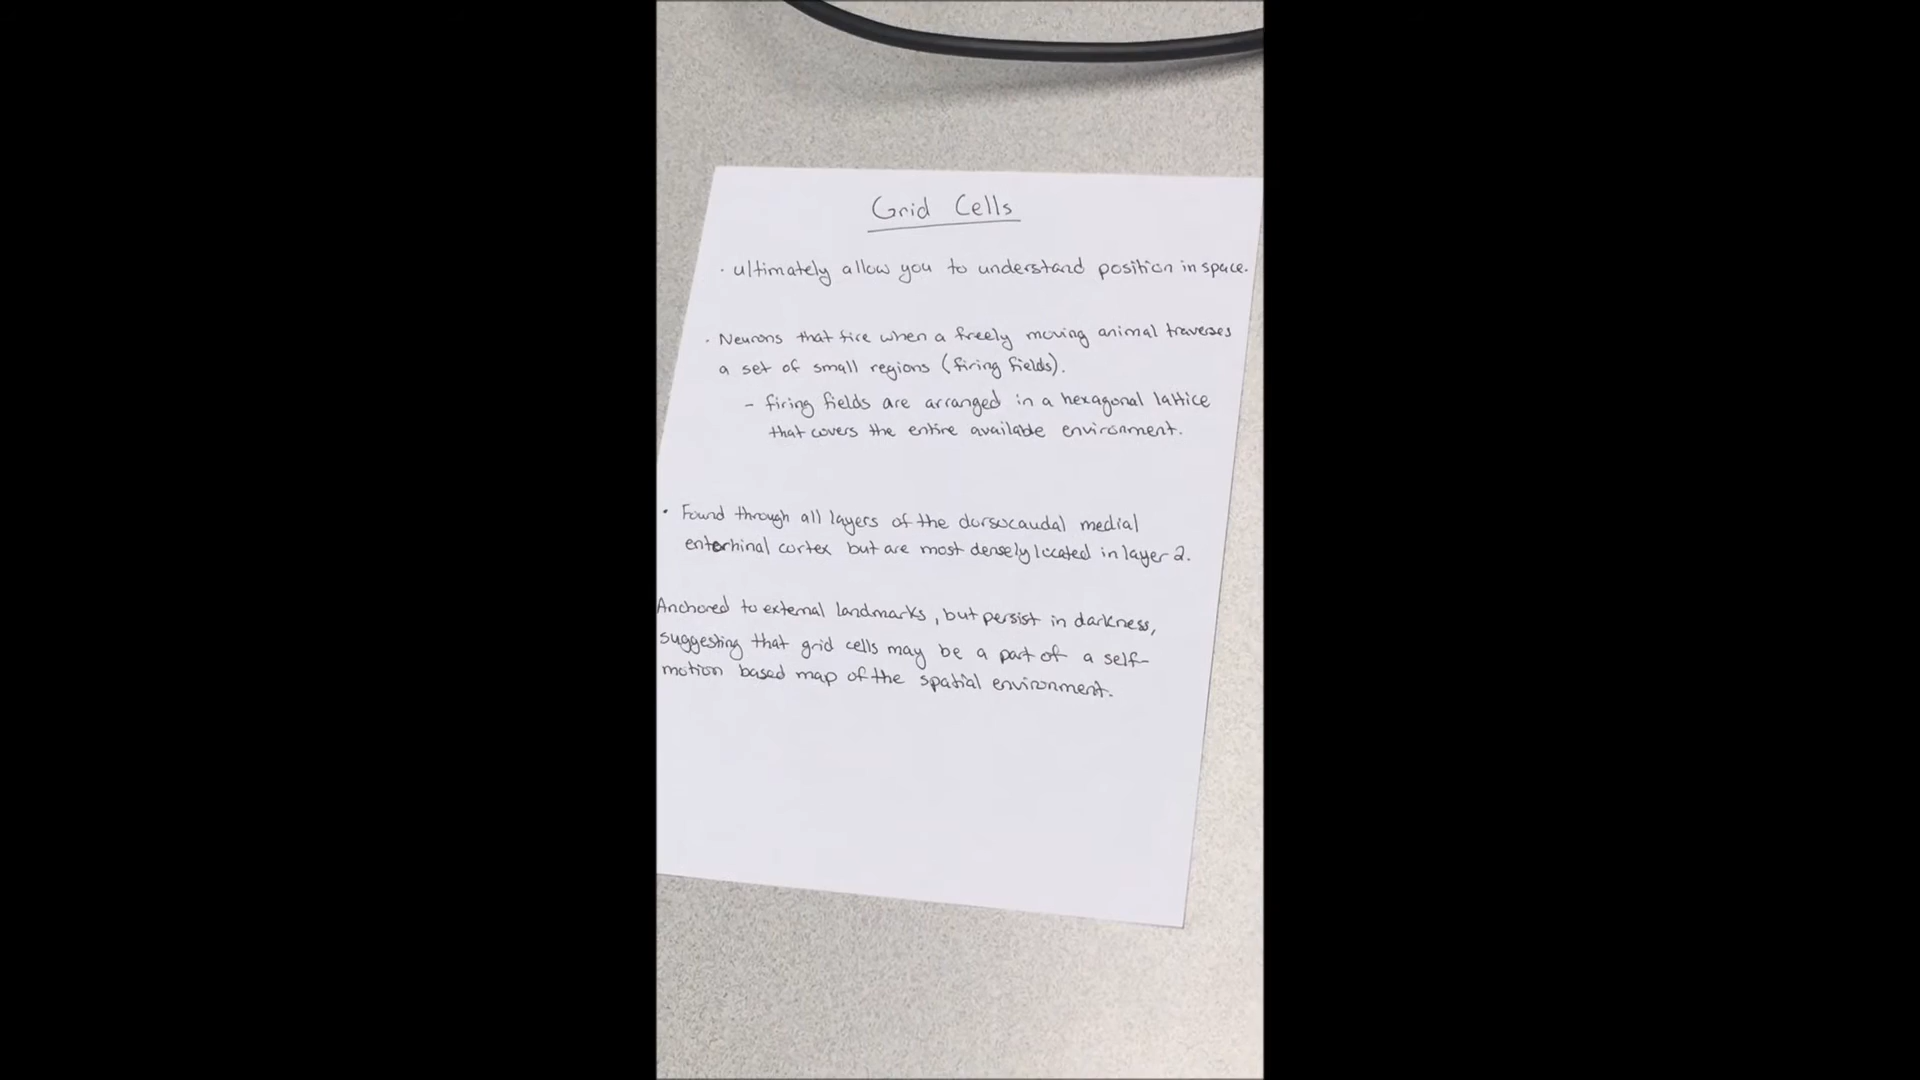 Grid Cells
· ultimately allow you to understand position in space.
· Neurons that fire when a freely moving animal traverses
a set of small regions (firing fields).
- firing fields are arranged in a hexagonal lattice
that covers the entire available environment.
· Found through all layers of the dorsocaudal medial
entorhinal cortex but are most densely located in layer 2.
Anchored to external landmarks, but persist in darkness,
suggesting that grid cells may be a part of a self-
motion based map of the spatial environment.